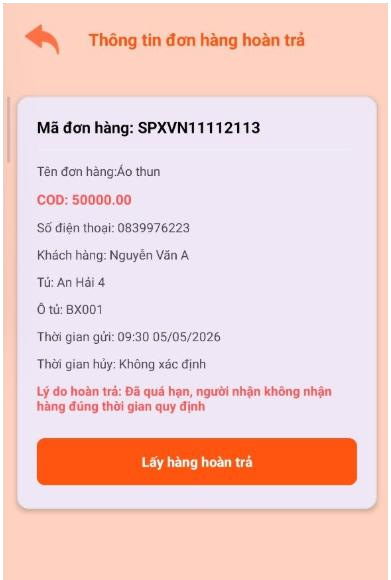 Thông tin đơn hàng hoàn trả
Mã đơn hàng: SPXVN11112113
Tên đơn hàng:Áo thun
COD: 50000.00
Số điện thoại: 0839976223
Khách hàng: Nguyễn Văn A
Tủ: An Hải 4
Ô tủ: BX001
Thời gian gửi: 09:30 05/05/2026
Thời gian hủy: Không xác định
Lý do hoàn trả: Đã quá hạn, người nhận không nhận
hàng đúng thời gian quy định
Lấy hàng hoàn trả